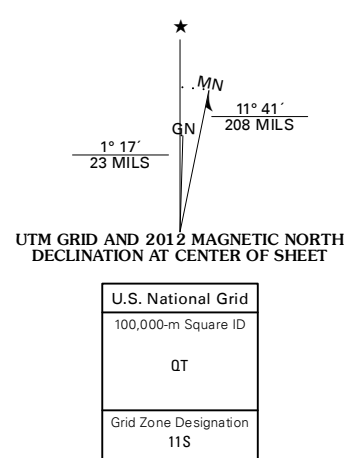 ★
MN
11° 41´
208 MILS
GN
1° 17´
23 MILS
UTM GRID AND 2012 MAGNETIC NORTH
DECLINATION AT CENTER OF SHEET
U.S. National Grid
100,000-m Square ID
QT
Grid Zone Designation
11S